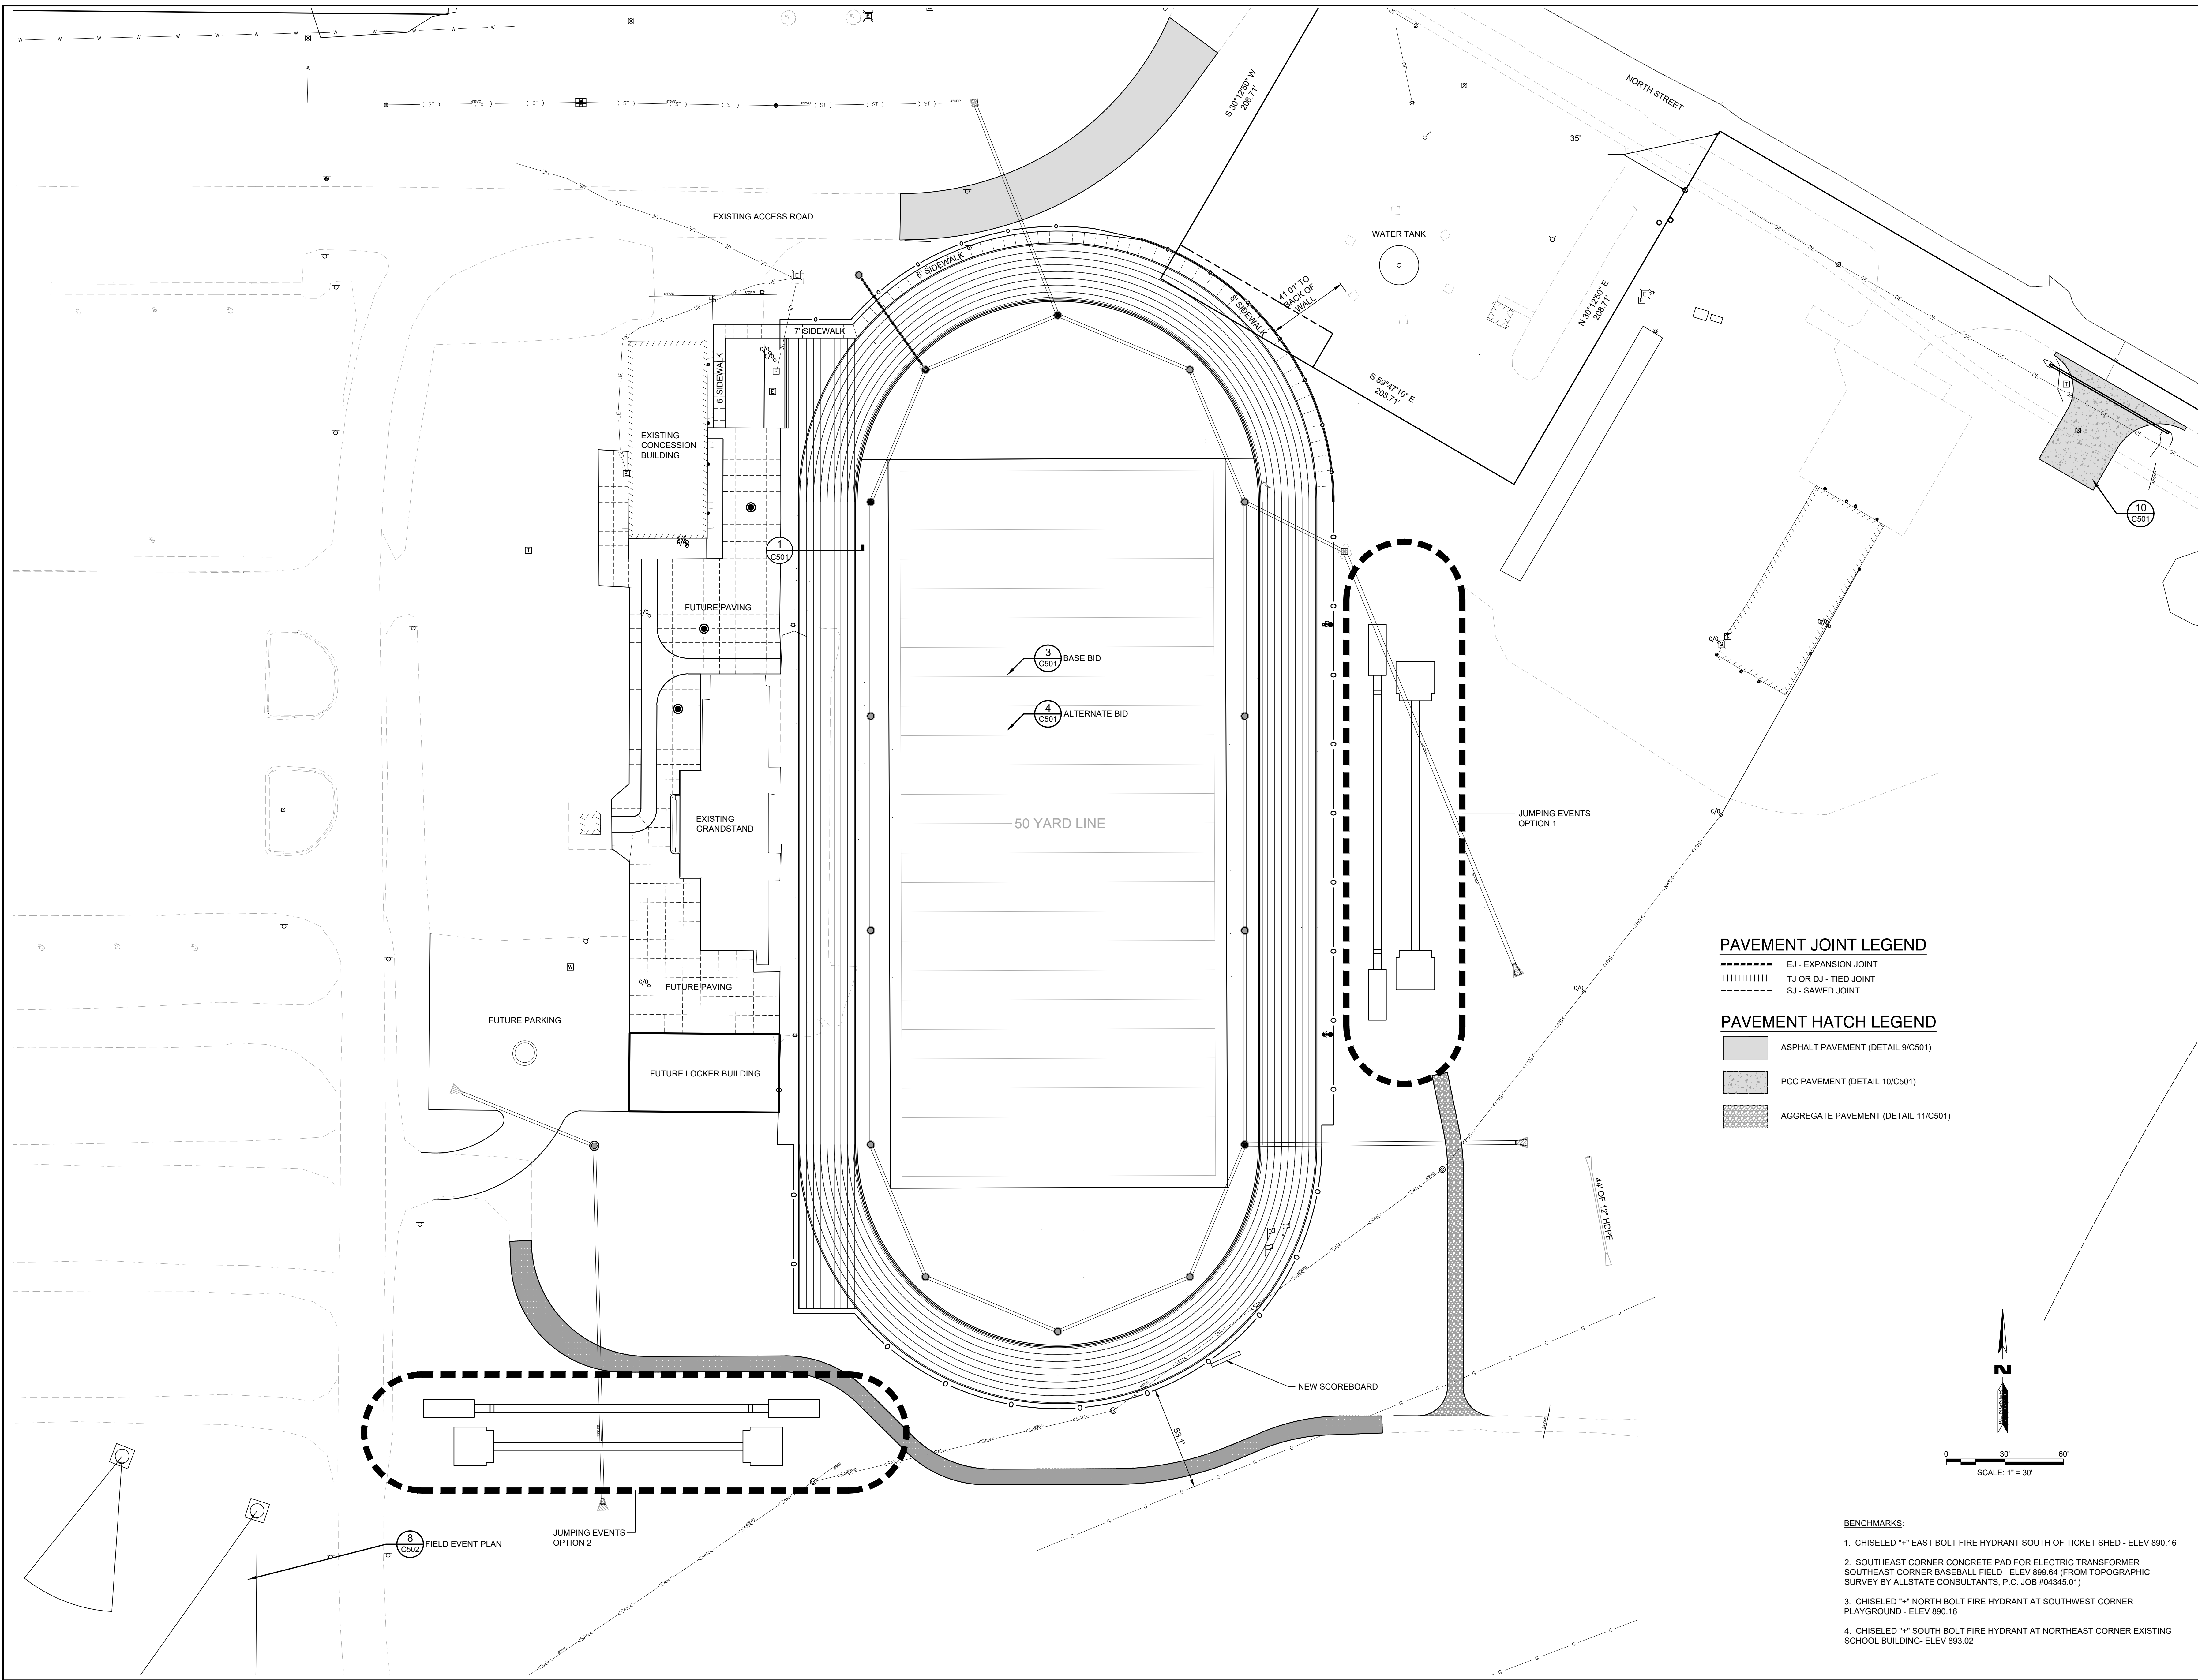 NORTH STREET
S 30°12'50" W
208.71'
35'
EXISTING ACCESS ROAD
WATER TANK
6' SIDEWALK
41.01' TO
BACK OF
WALL
8' SIDEWALK
N 30°12'50" E
208.71'
7' SIDEWALK
6' SIDEWALK
S 59°47'10" E
208.71'
EXISTING
CONCESSION
BUILDING
10
C501
1
C501
FUTURE PAVING
3
C501
BASE BID
4
C501
ALTERNATE BID
EXISTING
GRANDSTAND
50 YARD LINE
JUMPING EVENTS
OPTION 1
PAVEMENT JOINT LEGEND
EJ - EXPANSION JOINT
TJ OR DJ - TIED JOINT
SJ - SAWED JOINT
FUTURE PAVING
FUTURE PARKING
PAVEMENT HATCH LEGEND
ASPHALT PAVEMENT (DETAIL 9/C501)
FUTURE LOCKER BUILDING
PCC PAVEMENT (DETAIL 10/C501)
AGGREGATE PAVEMENT (DETAIL 11/C501)
44' OF 12" HDPE
NEW SCOREBOARD
53.1'
N
KLINGNER
0 30' 60'
SCALE: 1" = 30'
8
C502
FIELD EVENT PLAN
JUMPING EVENTS
OPTION 2
BENCHMARKS:
1. CHISELED "+" EAST BOLT FIRE HYDRANT SOUTH OF TICKET SHED - ELEV 890.16
2. SOUTHEAST CORNER CONCRETE PAD FOR ELECTRIC TRANSFORMER
SOUTHEAST CORNER BASEBALL FIELD - ELEV 899.64 (FROM TOPOGRAPHIC
SURVEY BY ALLSTATE CONSULTANTS, P.C. JOB #04345.01)
3. CHISELED "+" NORTH BOLT FIRE HYDRANT AT SOUTHWEST CORNER
PLAYGROUND - ELEV 890.16
4. CHISELED "+" SOUTH BOLT FIRE HYDRANT AT NORTHEAST CORNER EXISTING
SCHOOL BUILDING- ELEV 893.02